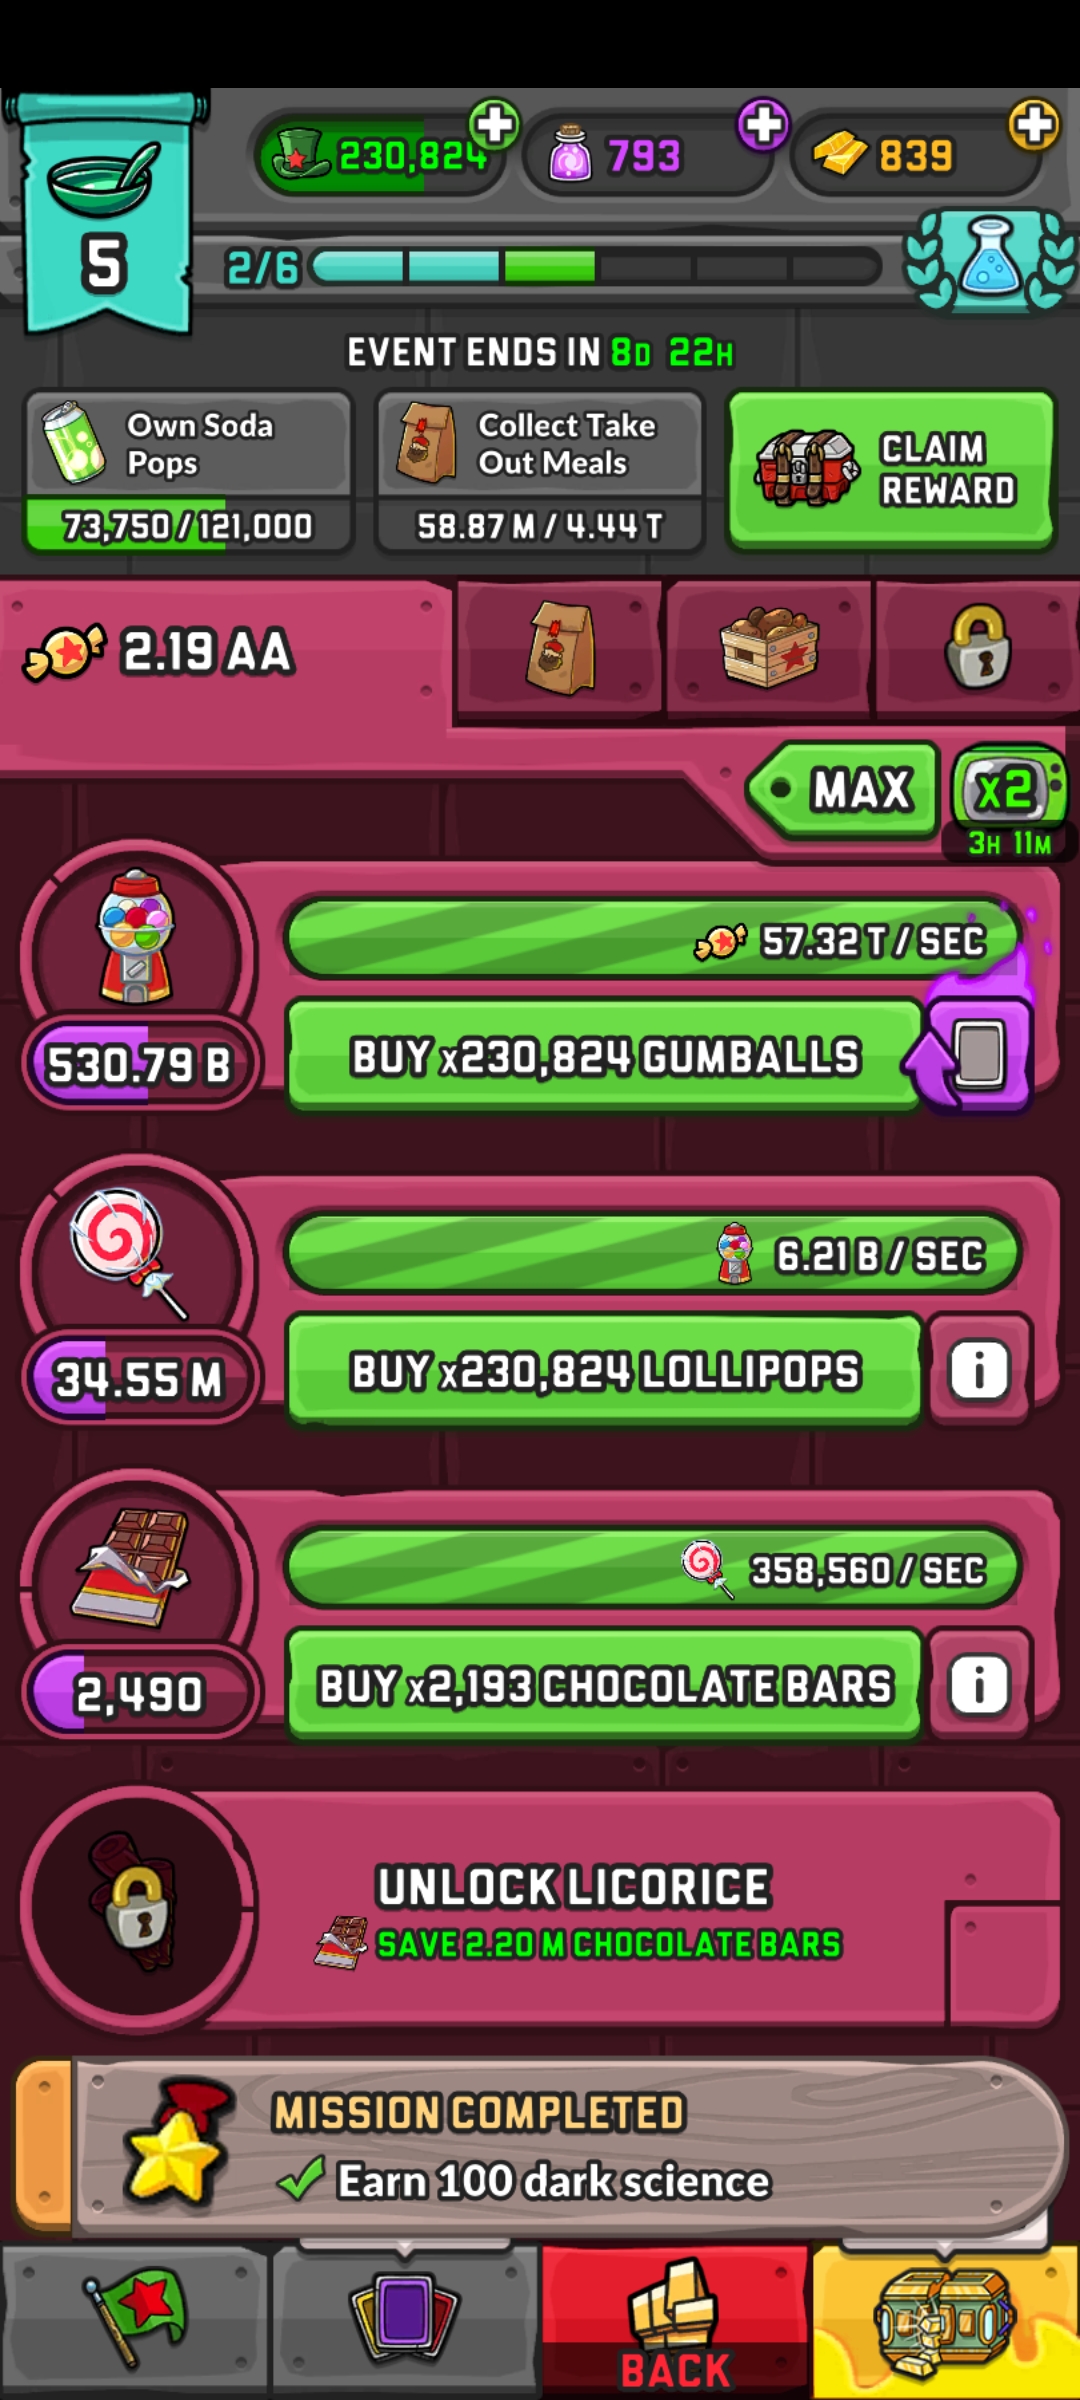 230,824
793
839
5
2/6
EVENT ENDS IN 8D 22H
Own Soda
Pops
73,750/121,000
Collect Take
Out Meals
58.87 M/4.44 T
CLAIM
REWARD
2.19 AA
MAX
x2
3H 11M
57.32 T/SEC
530.79 B
BUY x230,824 GUMBALLS
6.21 B/SEC
34.55 M
BUY x230,824 LOLLIPOPS
i
358,560/SEC
2,490
BUY x2,193 CHOCOLATE BARS
i
UNLOCK LICORICE
SAVE 2.20 M CHOCOLATE BARS
MISSION COMPLETED
Earn 100 dark science
BACK